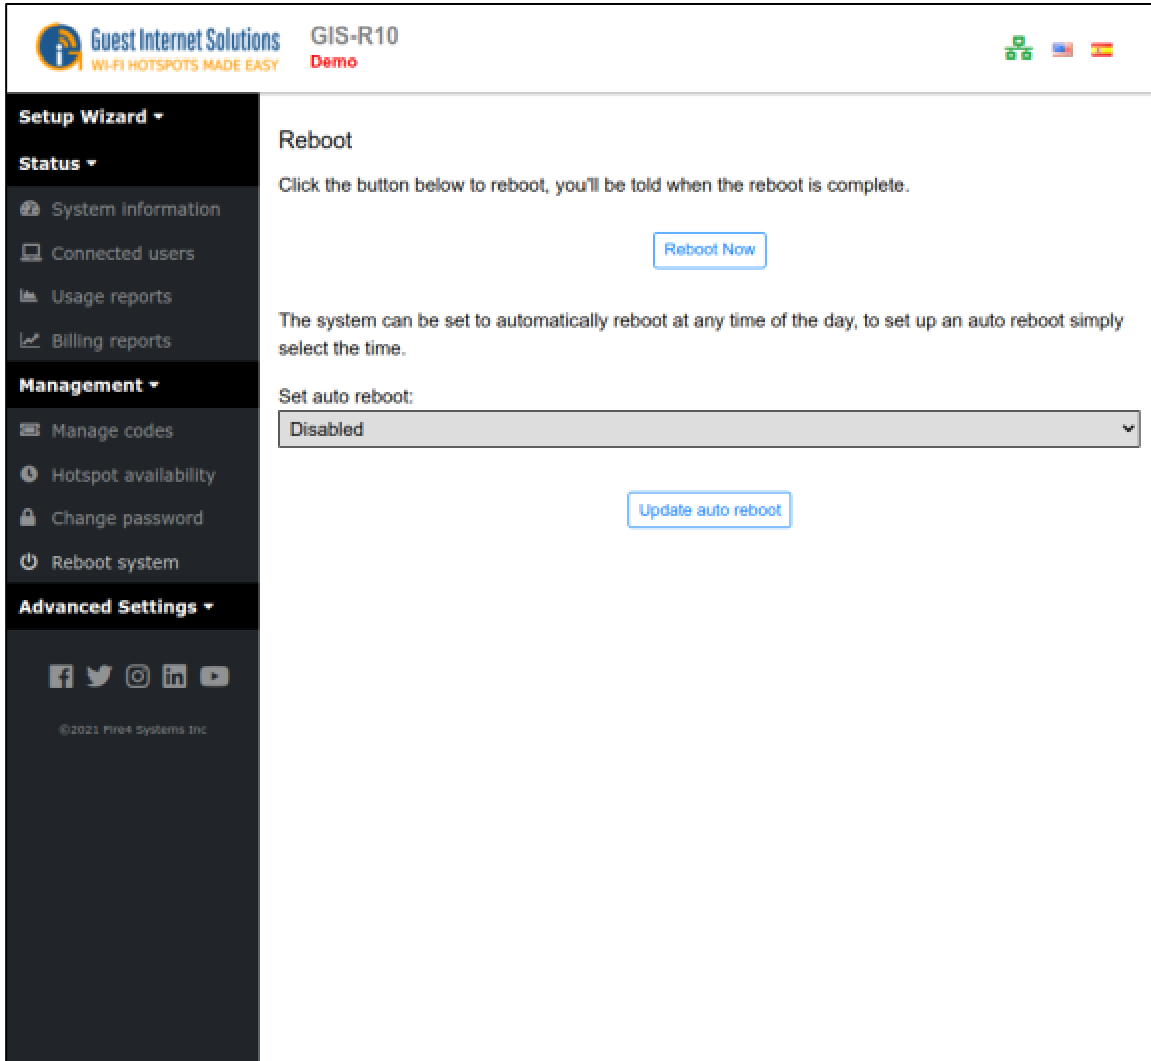 Guest Internet Solutions
WI-FI HOTSPOTS MADE EASY
GIS-R10
Demo
Setup Wizard
Status
System information
Connected users
Usage reports
Billing reports
Management
Manage codes
Hotspot availability
Change password
Reboot system
Advanced Settings
©2021 Fire4 Systems Inc
Reboot
Click the button below to reboot, you'll be told when the reboot is complete.
Reboot Now
The system can be set to automatically reboot at any time of the day, to set up an auto reboot simply
select the time.
Set auto reboot:
Disabled
Update auto reboot